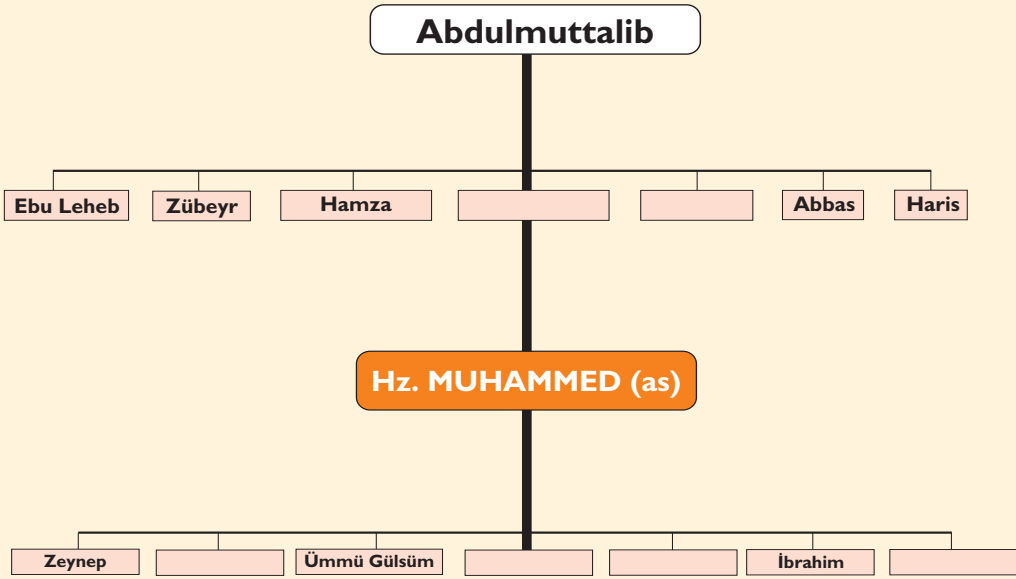 Abdulmuttalib
Ebu Leheb
Zübeyr
Hamza
Abbas
Haris
Hz. MUHAMMED (as)
Zeynep
Ümmü Gülsüm
İbrahim